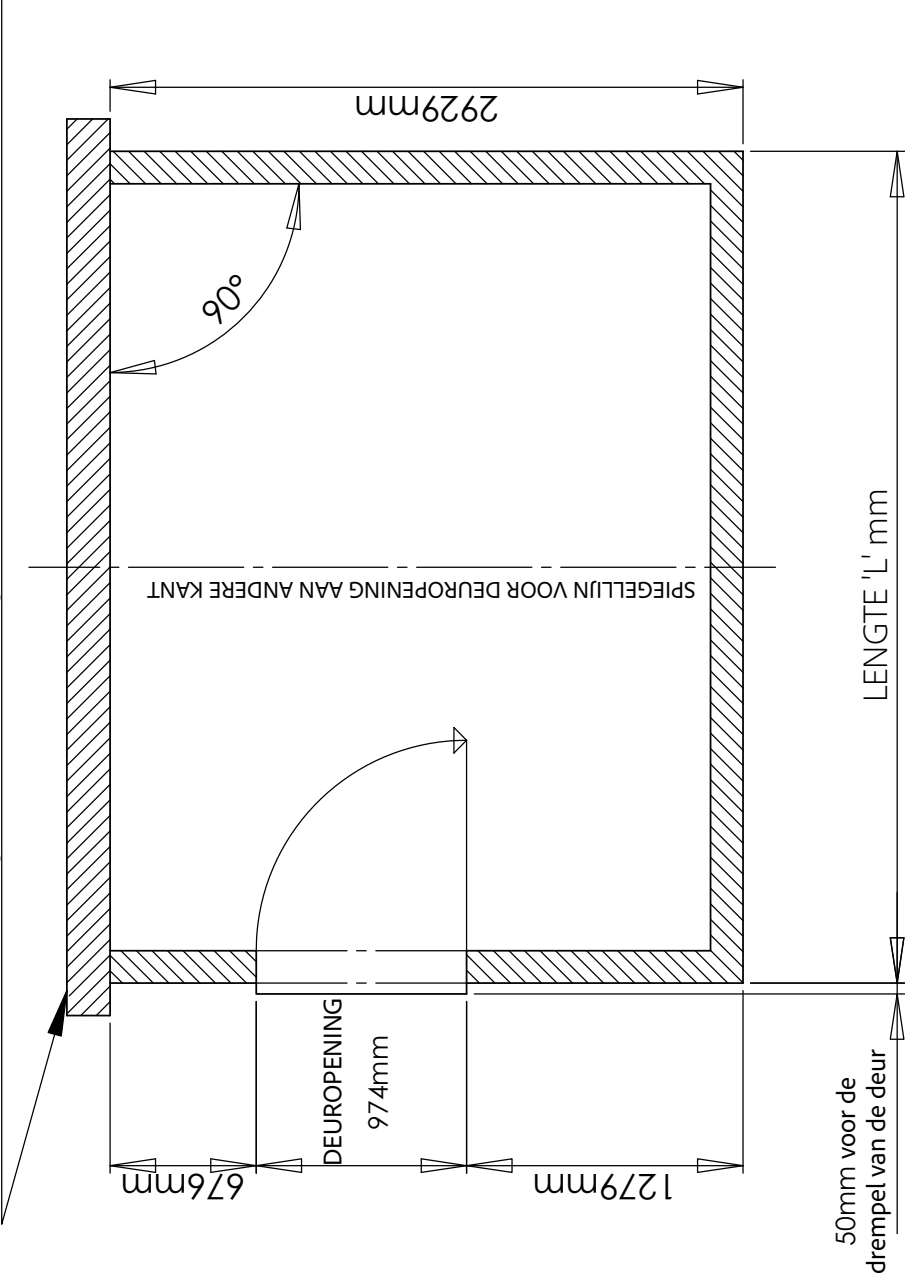 2929mm
90°
SPIEGELLIJN VOOR DEUROPENING AAN ANDERE KANT
LENGTE 'L' mm
DEUROPENING
974mm
676mm
1279mm
50mm voor de
drempel van de deur